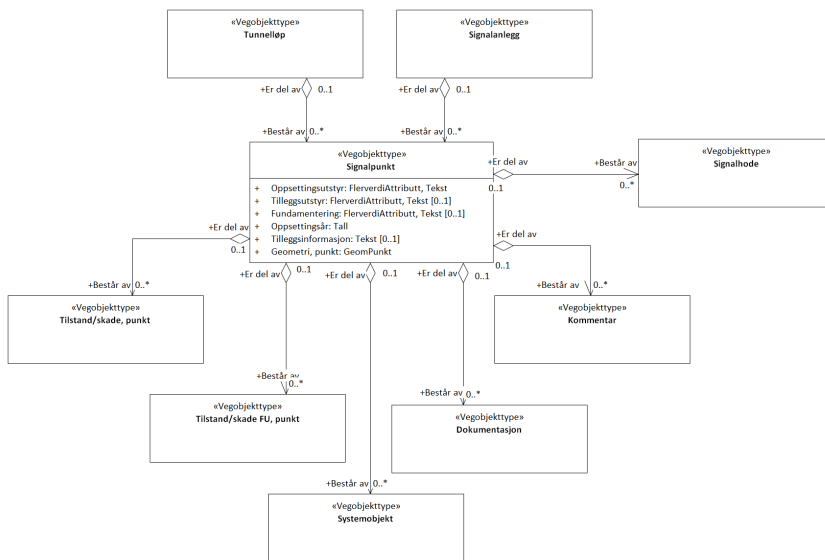 «Vegobjekttype»
Tunnelløp
«Vegobjekttype»
Signalanlegg
+Er del av 0..1
+Er del av 0..1
+Består av 0..*
+Består av 0..*
«Vegobjekttype»
Signalpunkt
+ Oppsettingsutstyr: FlerverdiAttributt, Tekst
+ Tilleggsutstyr: FlerverdiAttributt, Tekst [0..1]
+ Fundamentering: FlerverdiAttributt, Tekst [0..1]
+ Oppsettingsår: Tall
+ Tilleggsinformasjon: Tekst [0..1]
+ Geometri, punkt: GeomPunkt
+Er del av
0..1
+Består av
0..*
«Vegobjekttype»
Signalhode
+Er del av
0..1
+Består av 0..*
«Vegobjekttype»
Kommentar
+Er del av
0..1
+Består av 0..*
«Vegobjekttype»
Tilstand/skade, punkt
+Er del av 0..1
+Består av
0..*
«Vegobjekttype»
Tilstand/skade FU, punkt
+Er del av 0..1
+Består av 0..*
«Vegobjekttype»
Systemobjekt
+Er del av 0..1
+Består av 0..*
«Vegobjekttype»
Dokumentasjon